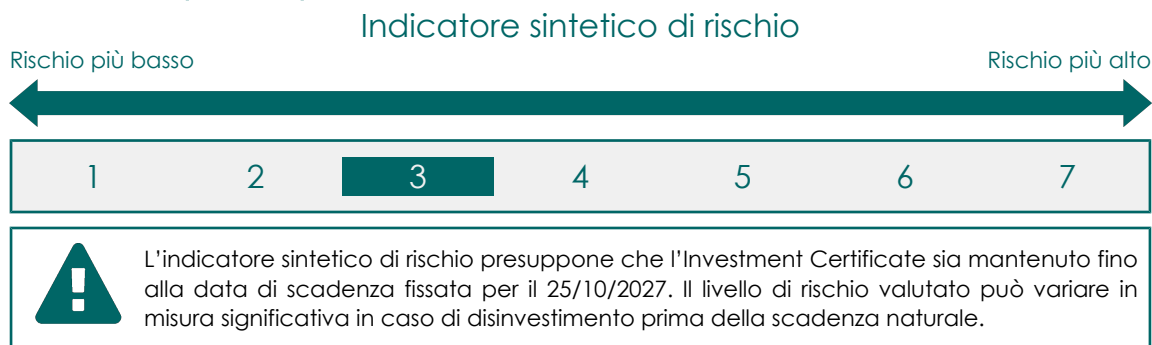 Indicatore sintetico di rischio
Rischio più basso
Rischio più alto
1 2 3 4 5 6 7
L’indicatore sintetico di rischio presuppone che l’Investment Certificate sia mantenuto fino
alla data di scadenza fissata per il 25/10/2027. Il livello di rischio valutato può variare in
misura significativa in caso di disinvestimento prima della scadenza naturale.